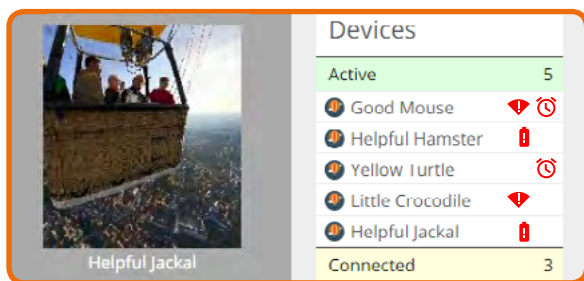 Helpful Jackal
Devices
Active 5
Good Mouse
Helpful Hamster
Yellow Turtle
Little Crocodile
Helpful Jackal
Connected 3